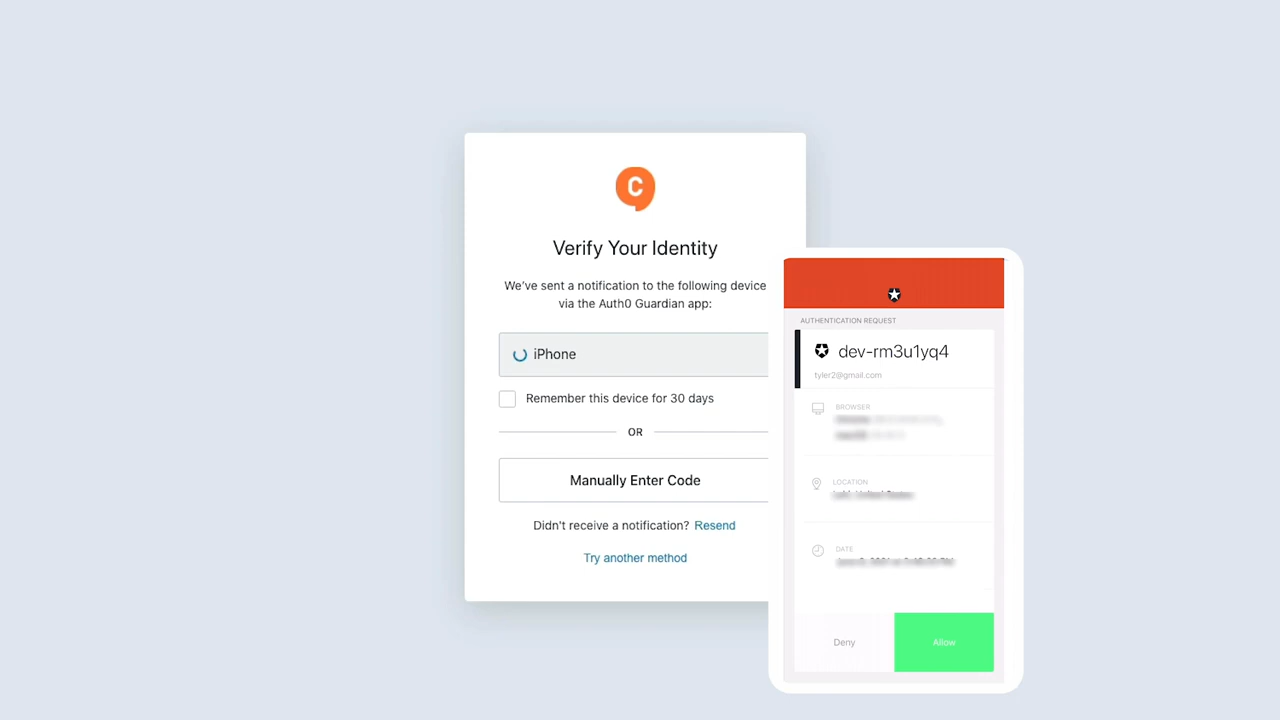 C
Verify Your Identity
We've sent a notification to the following device
via the Auth0 Guardian app:
iPhone
Remember this device for 30 days
OR
Manually Enter Code
Didn't receive a notification? Resend
Try another method
AUTHENTICATION REQUEST
dev-rm3u1yq4
tyler2@gmail.com
BROWSER
LOCATION
DATE
Deny
Allow